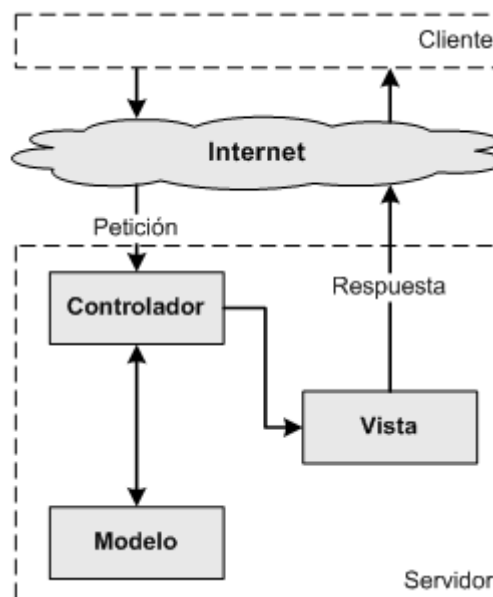 Cliente
Internet
Petición
Controlador
Respuesta
Vista
Modelo
Servidor